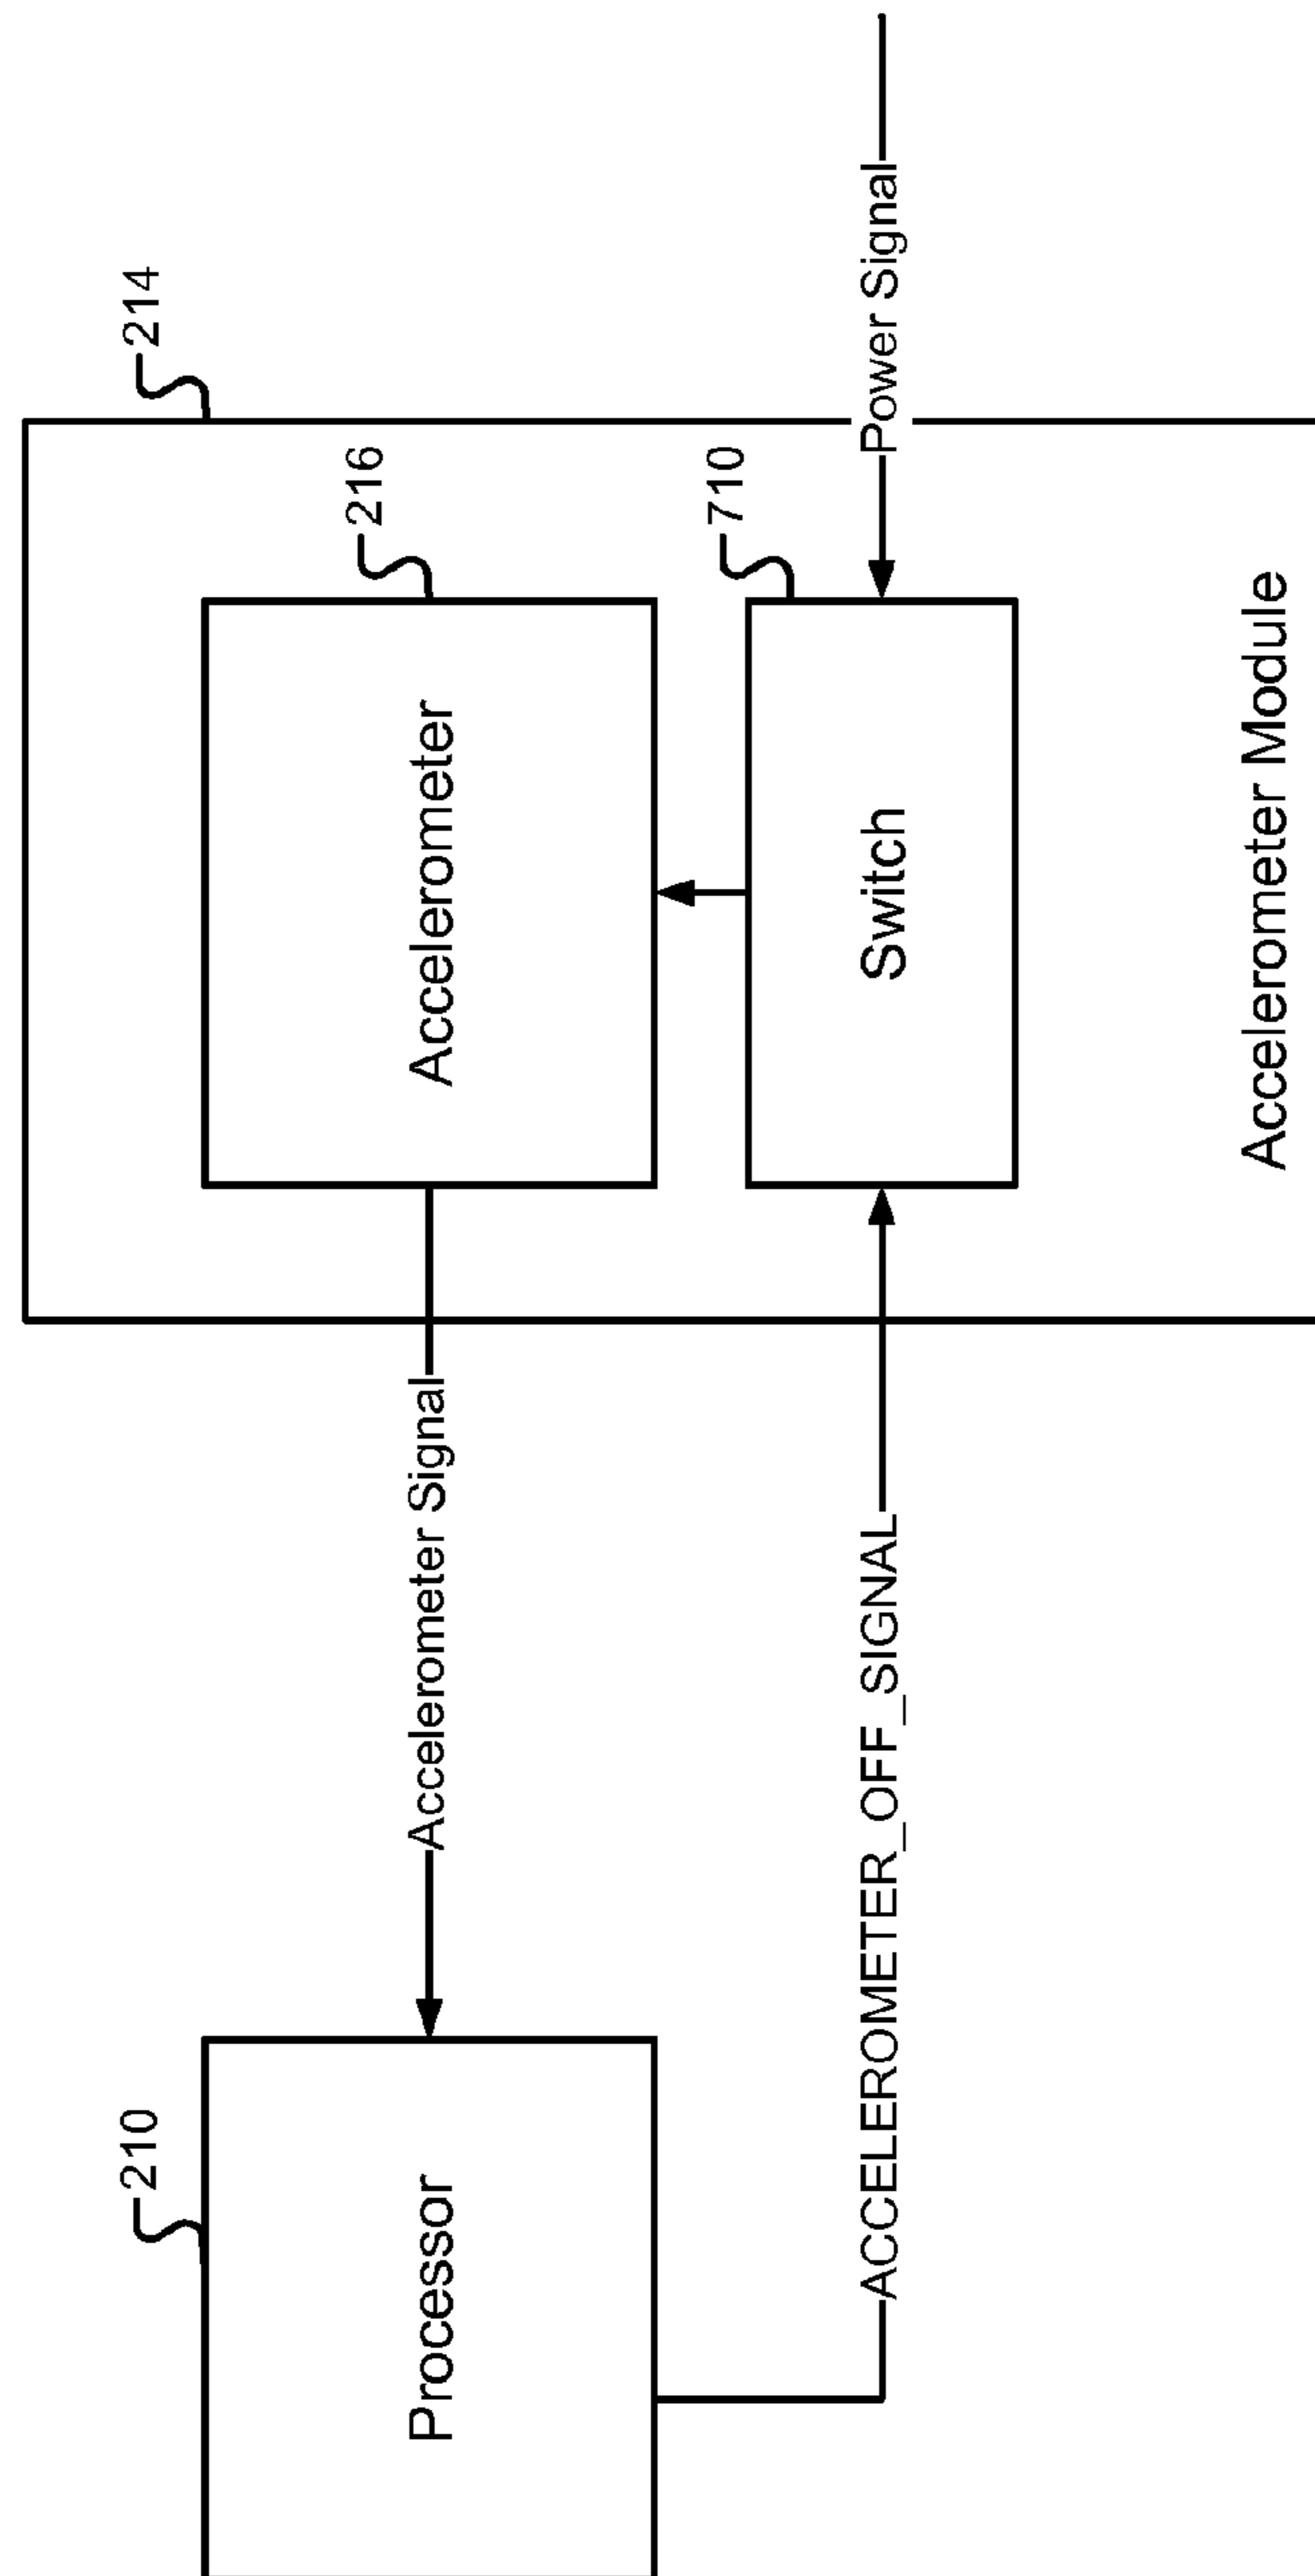 214
210
216
Processor
Accelerometer Signal
Accelerometer
710
ACCELEROMETER_OFF_SIGNAL
Switch
Power Signal
Accelerometer Module